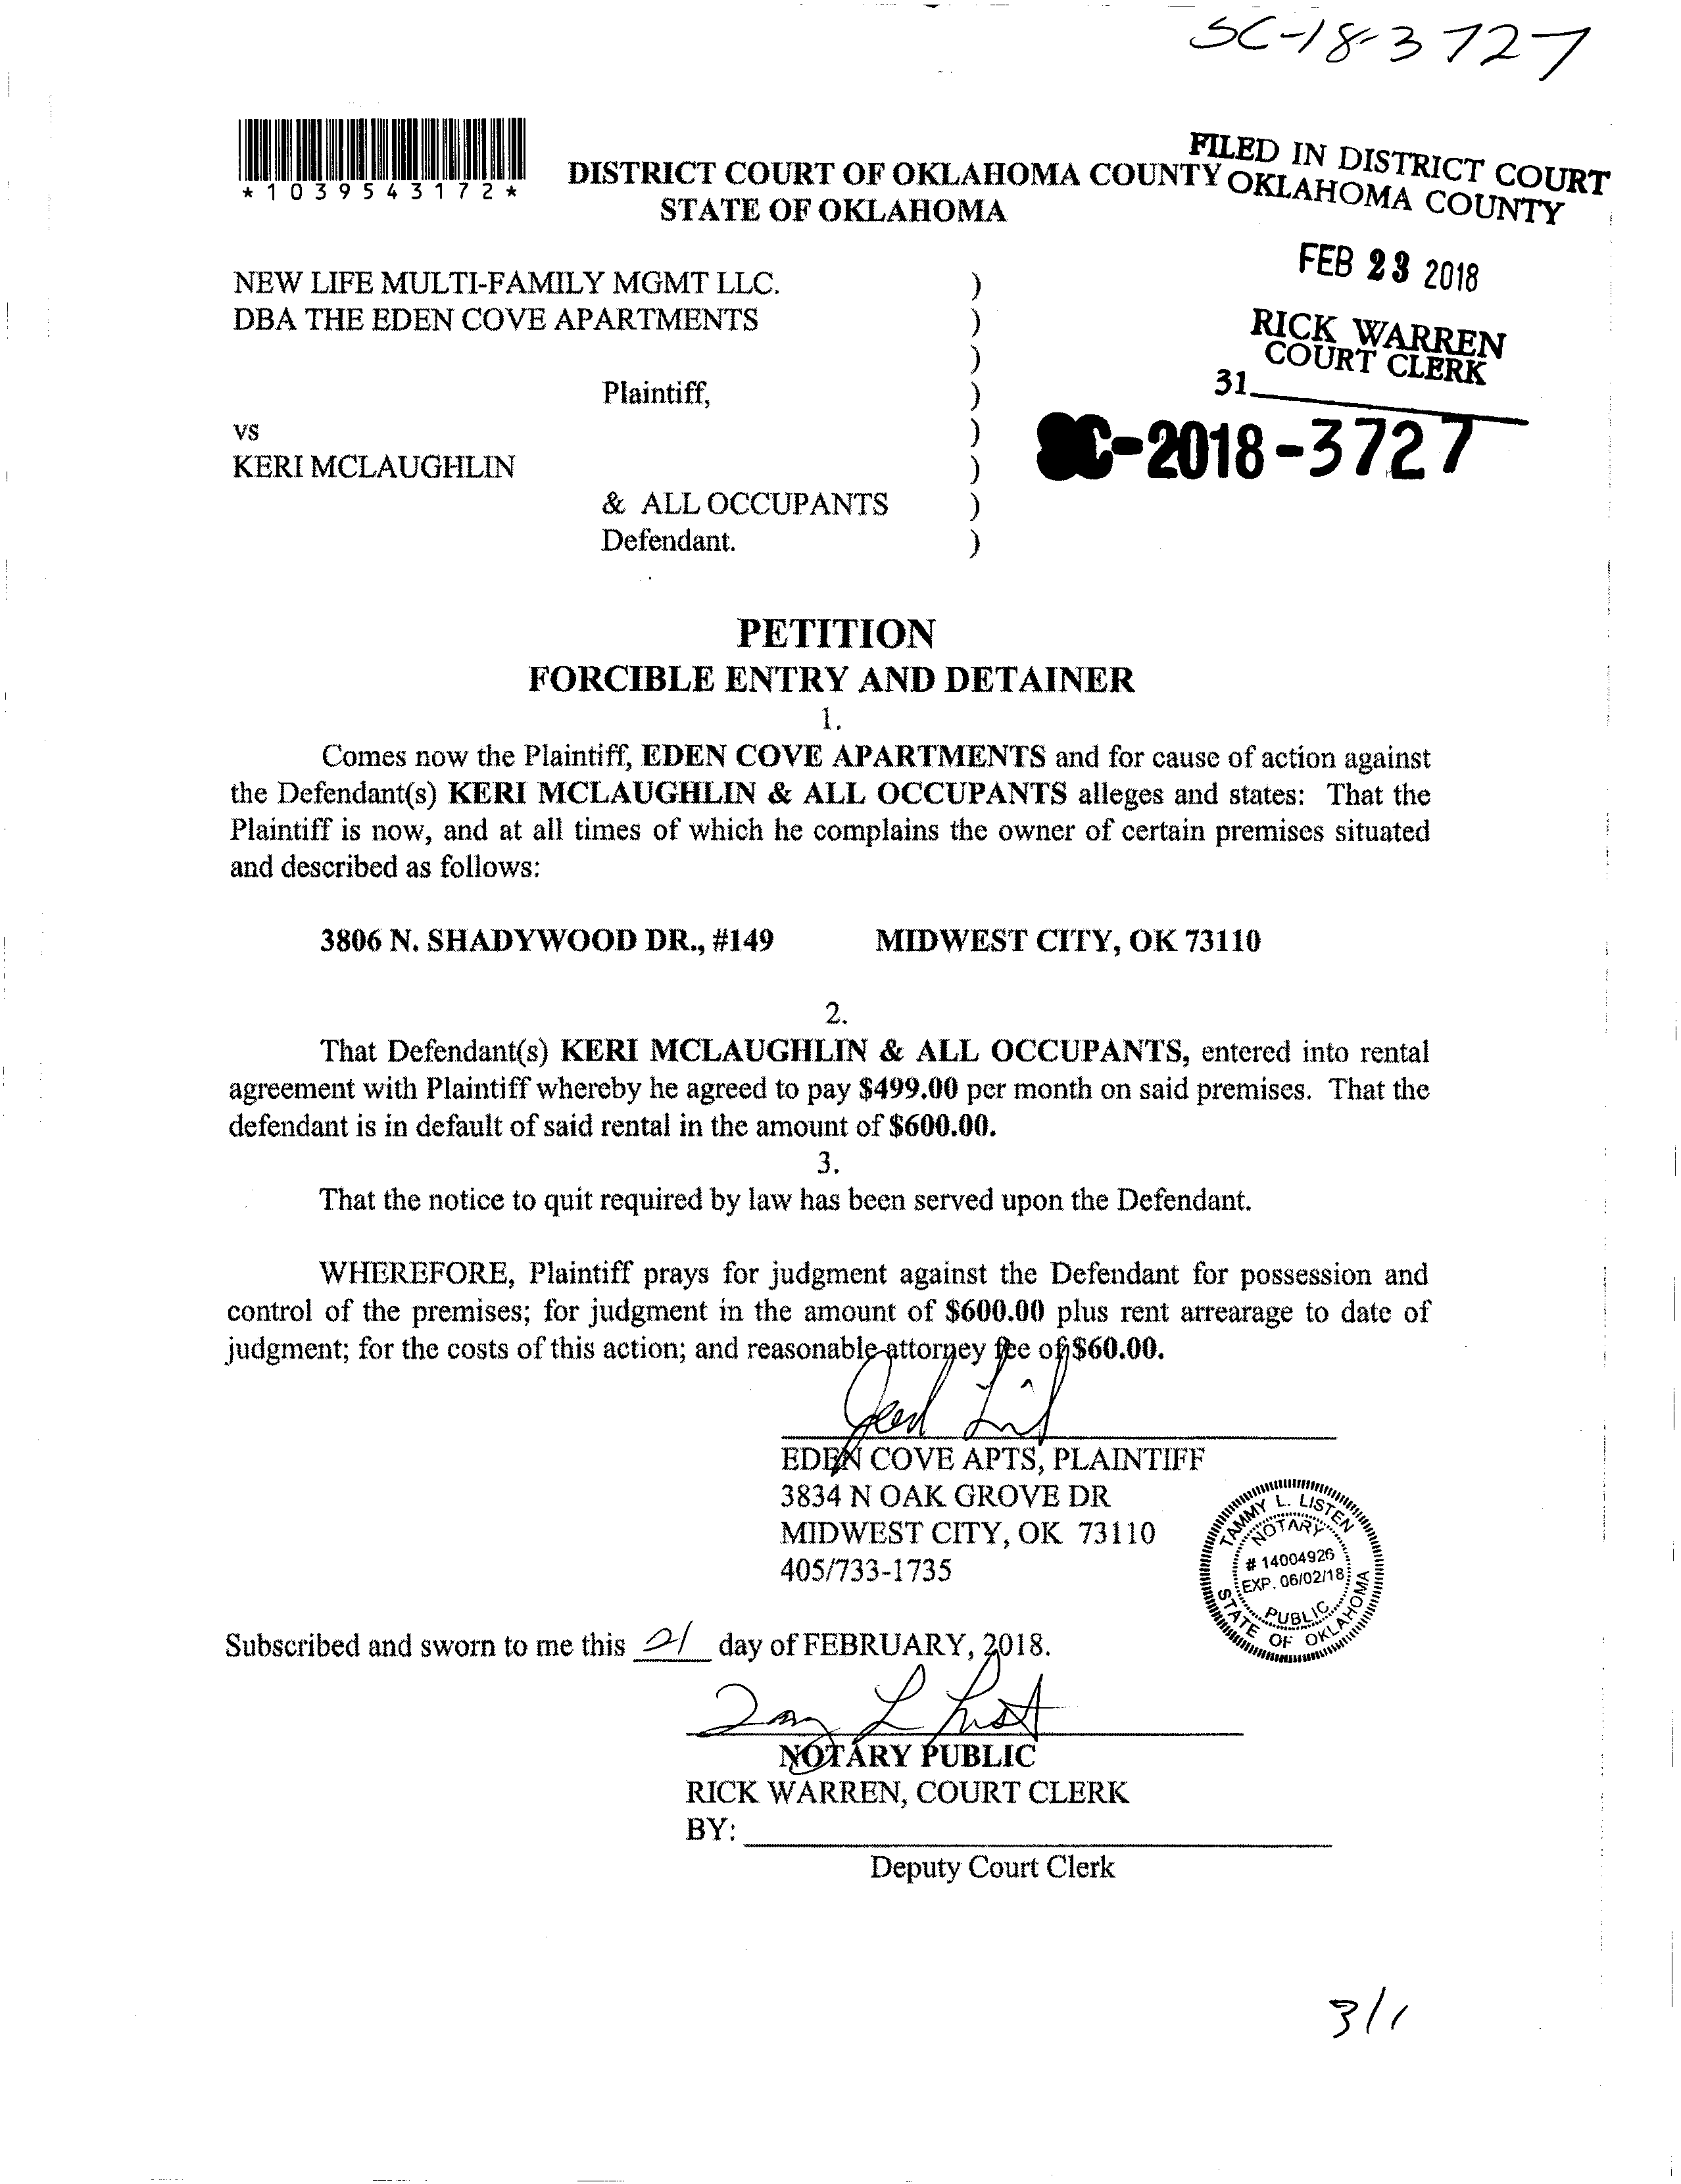 SC-18-3727
*1039543172*
DISTRICT COURT OF OKLAHOMA COUNTY
STATE OF OKLAHOMA
FILED IN DISTRICT COURT
OKLAHOMA COUNTY
FEB 23 2018
RICK WARREN
COURT CLERK
31
SC-2018-3727
NEW LIFE MULTI-FAMILY MGMT LLC. )
DBA THE EDEN COVE APARTMENTS )
)
Plaintiff, )
vs )
KERI MCLAUGHLIN )
& ALL OCCUPANTS )
Defendant. )
PETITION
FORCIBLE ENTRY AND DETAINER
1.
Comes now the Plaintiff, EDEN COVE APARTMENTS and for cause of action against
the Defendant(s) KERI MCLAUGHLIN & ALL OCCUPANTS alleges and states: That the
Plaintiff is now, and at all times of which he complains the owner of certain premises situated
and described as follows:
3806 N. SHADYWOOD DR., #149 MIDWEST CITY, OK 73110
2.
That Defendant(s) KERI MCLAUGHLIN & ALL OCCUPANTS, entered into rental
agreement with Plaintiff whereby he agreed to pay $499.00 per month on said premises. That the
defendant is in default of said rental in the amount of $600.00.
3.
That the notice to quit required by law has been served upon the Defendant.
WHEREFORE, Plaintiff prays for judgment against the Defendant for possession and
control of the premises; for judgment in the amount of $600.00 plus rent arrearage to date of
judgment; for the costs of this action; and reasonable attorney fee of $60.00.
EDEN COVE APTS, PLAINTIFF
3834 N OAK GROVE DR
MIDWEST CITY, OK 73110
405/733-1735
TAMMY L. LISTEN
NOTARY
# 14004926
EXP. 06/02/18
PUBLIC
STATE OF OKLAHOMA
Subscribed and sworn to me this 21 day of FEBRUARY, 2018.
NOTARY PUBLIC
RICK WARREN, COURT CLERK
BY:
Deputy Court Clerk
3/1